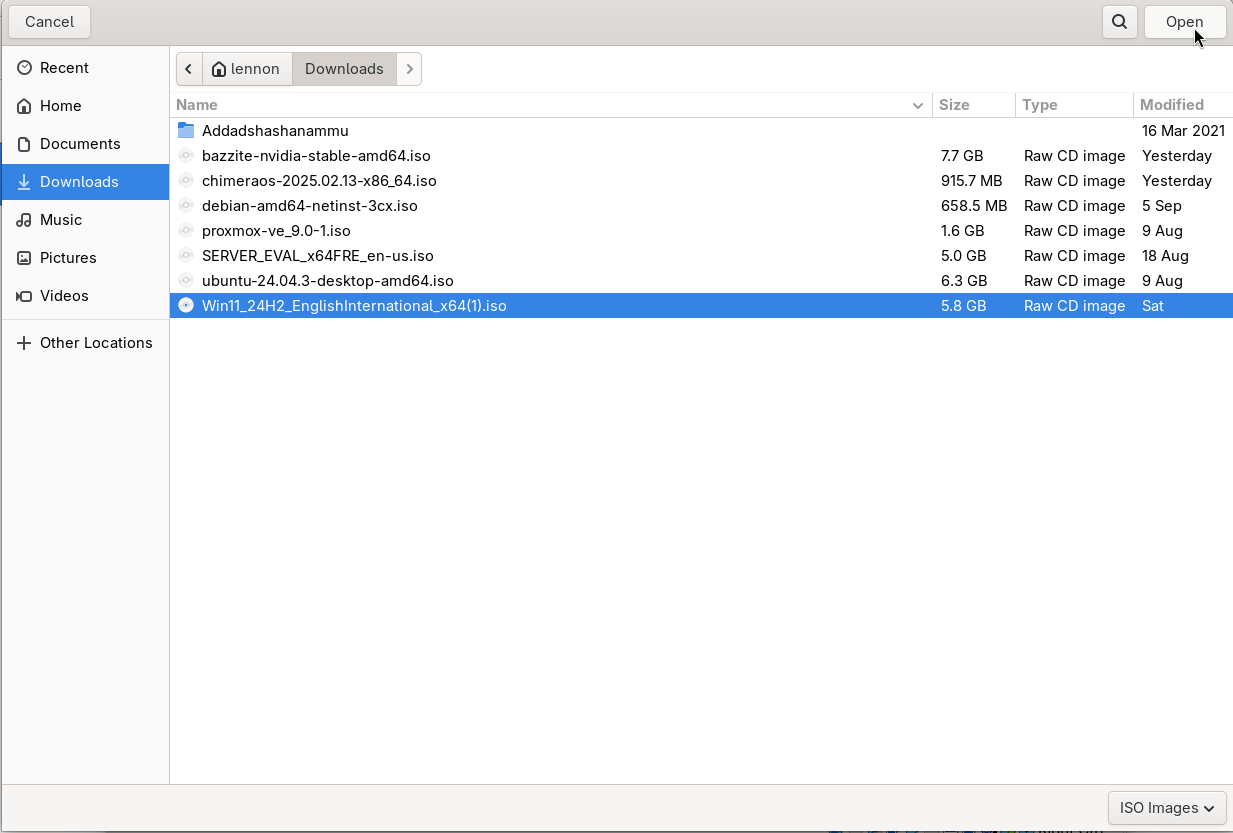 Cancel Open
Recent
Home
Documents
Downloads
Music
Pictures
Videos
Other Locations
lennon Downloads
Name Size Type Modified
Addadshashanammu 16 Mar 2021
bazzite-nvidia-stable-amd64.iso 7.7 GB Raw CD image Yesterday
chimeraos-2025.02.13-x86_64.iso 915.7 MB Raw CD image Yesterday
debian-amd64-netinst-3cx.iso 658.5 MB Raw CD image 5 Sep
proxmox-ve_9.0-1.iso 1.6 GB Raw CD image 9 Aug
SERVER_EVAL_x64FRE_en-us.iso 5.0 GB Raw CD image 18 Aug
ubuntu-24.04.3-desktop-amd64.iso 6.3 GB Raw CD image 9 Aug
Win11_24H2_EnglishInternational_x64(1).iso 5.8 GB Raw CD image Sat
ISO Images